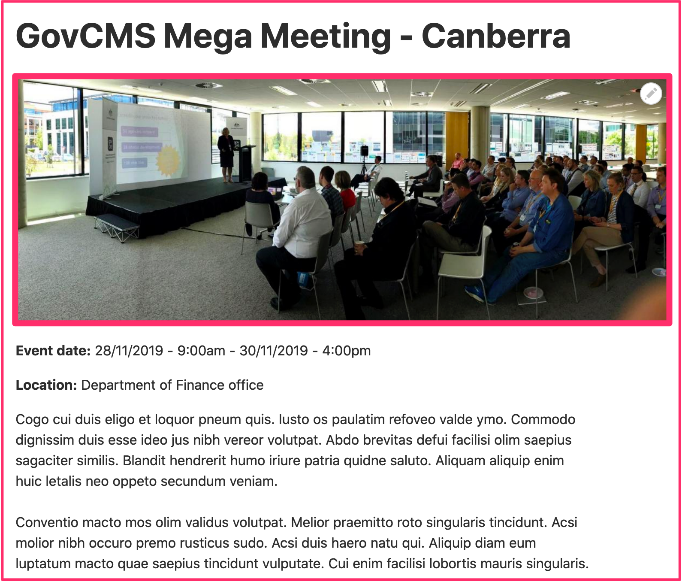 GovCMS Mega Meeting - Canberra
Event date: 28/11/2019 - 9:00am - 30/11/2019 - 4:00pm
Location: Department of Finance office
Cogo cui duis eligo et loquor pneum quis. Iusto os paulatim refoveo valde ymo. Commodo
dignissim duis esse ideo jus nibh vereor volutpat. Abdo brevitas defui facilisi olim saepius
sagaciter similis. Blandit hendrerit humo iriure patria quidne saluto. Aliquam aliquip enim
huic letalis neo oppeto secundum veniam.
Conventio macto mos olim validus volutpat. Melior praemitto roto singularis tincidunt. Acsi
molior nibh occuro premo rusticus sudo. Acsi duis haero natu qui. Aliquip diam eum
luptatum macto quae saepius tincidunt vulputate. Cui enim facilisi lobortis mauris singularis.